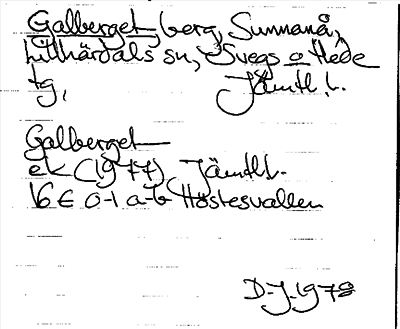 Galberget, berg, Sunnanå,
Lillhärdals sn, Svegs o Hede
tg, Jämtl. l.
Galberget
ek (1977) Jämtl l.
16 E 0-1 a-b Höstesvallen
D-J-1978